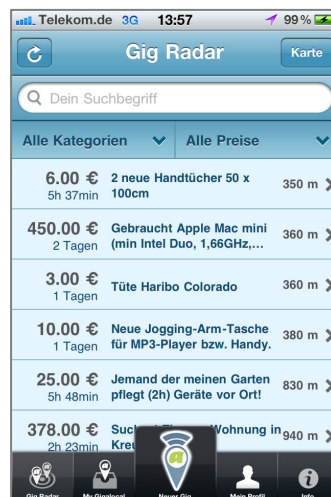 Telekom.de 3G 13:57 99%
Gig Radar Karte
Dein Suchbegriff
Alle Kategorien Alle Preise
6.00 € 2 neue Handtücher 50 x 350 m
5h 37min 100cm
450.00 € Gebraucht Apple Mac mini 360 m
2 Tagen (min Intel Duo, 1,66GHz,...
3.00 € Tüte Haribo Colorado 360 m
1 Tagen
10.00 € Neue Jogging-Arm-Tasche 380 m
1 Tagen für MP3-Player bzw. Handy.
25.00 € Jemand der meinen Garten 830 m
5h 48min pflegt (2h) Geräte vor Ort!
378.00 € Wohnung in 940 m
2h 23min
Gig Radar My Gigalocal Neuer Gig Mein Profil Info